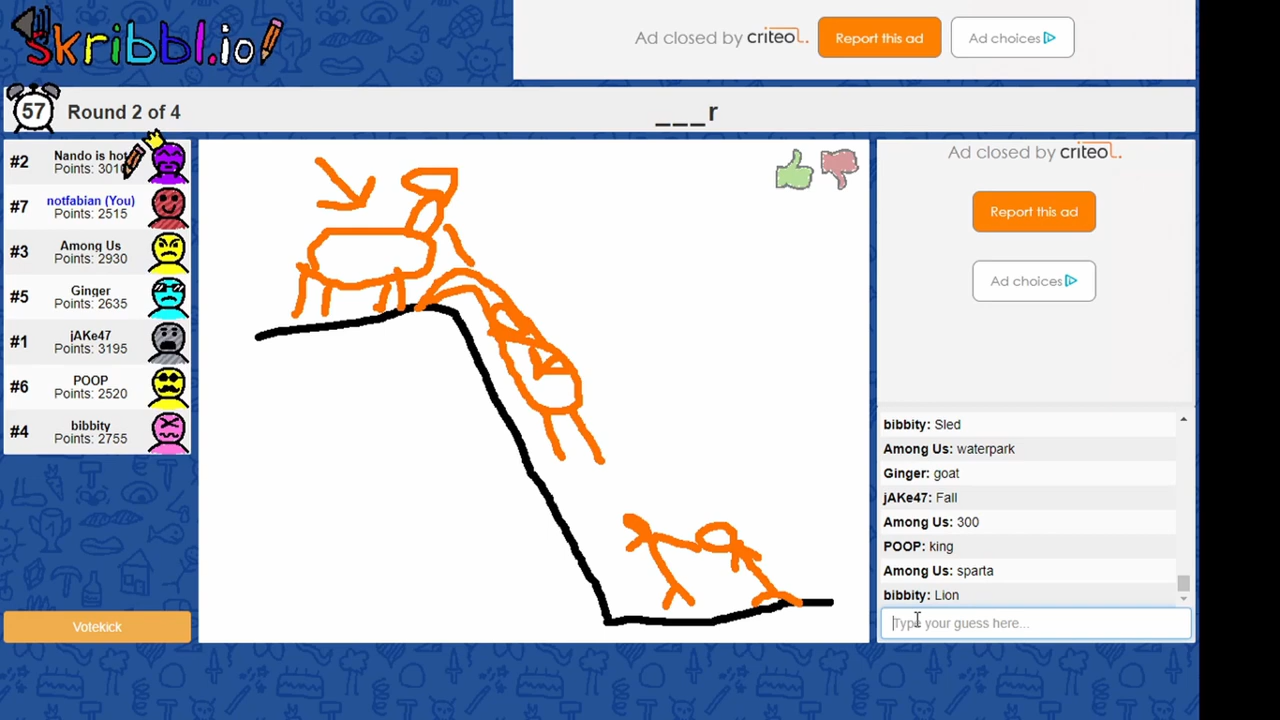 skribbl.io
Ad closed by criteo.
Report this ad
Ad choices
57
Round 2 of 4
___r
#2
Nando is hot
Points: 3010
#7
notfabian (You)
Points: 2515
#3
Among Us
Points: 2930
#5
Ginger
Points: 2635
#1
jAKe47
Points: 3195
#6
POOP
Points: 2520
#4
bibbity
Points: 2755
Votekick
Ad closed by criteo.
Report this ad
Ad choices
bibbity: Sled
Among Us: waterpark
Ginger: goat
jAKe47: Fall
Among Us: 300
POOP: king
Among Us: sparta
bibbity: Lion
Type your guess here...